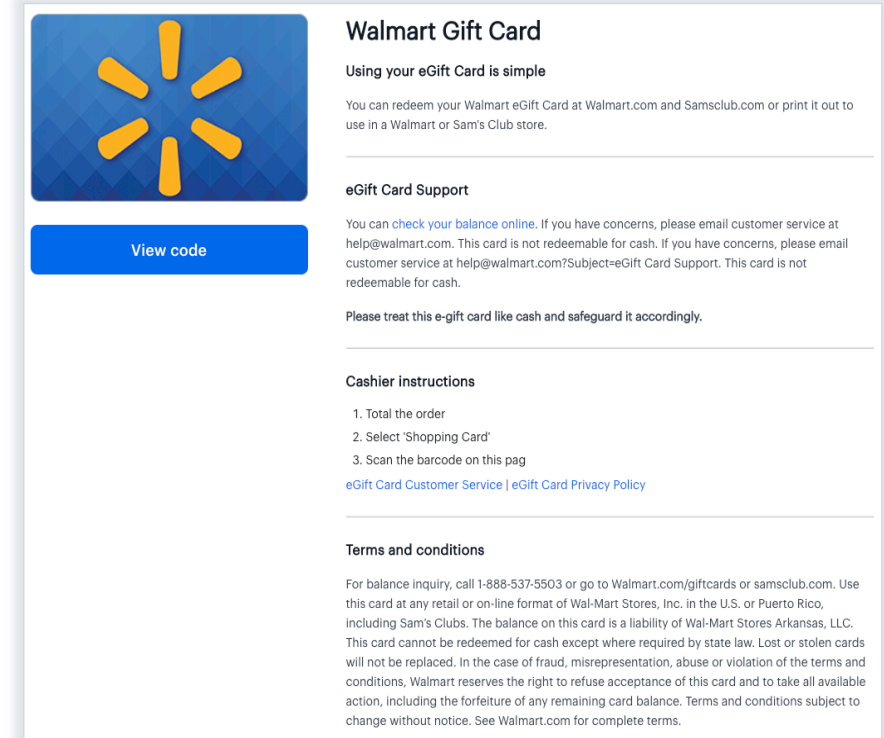 Walmart Gift Card
Using your eGift Card is simple
You can redeem your Walmart eGift Card at Walmart.com and Samsclub.com or print it out to
use in a Walmart or Sam's Club store.
View code
eGift Card Support
You can check your balance online. If you have concerns, please email customer service at
help@walmart.com. This card is not redeemable for cash. If you have concerns, please email
customer service at help@walmart.com?Subject=eGift Card Support. This card is not
redeemable for cash.
Please treat this e-gift card like cash and safeguard it accordingly.
Cashier instructions
1. Total the order
2. Select 'Shopping Card'
3. Scan the barcode on this pag
eGift Card Customer Service | eGift Card Privacy Policy
Terms and conditions
For balance inquiry, call 1-888-537-5503 or go to Walmart.com/giftcards or samsclub.com. Use
this card at any retail or on-line format of Wal-Mart Stores, Inc. in the U.S. or Puerto Rico,
including Sam's Clubs. The balance on this card is a liability of Wal-Mart Stores Arkansas, LLC.
This card cannot be redeemed for cash except where required by state law. Lost or stolen cards
will not be replaced. In the case of fraud, misrepresentation, abuse or violation of the terms and
conditions, Walmart reserves the right to refuse acceptance of this card and to take all available
action, including the forfeiture of any remaining card balance. Terms and conditions subject to
change without notice. See Walmart.com for complete terms.